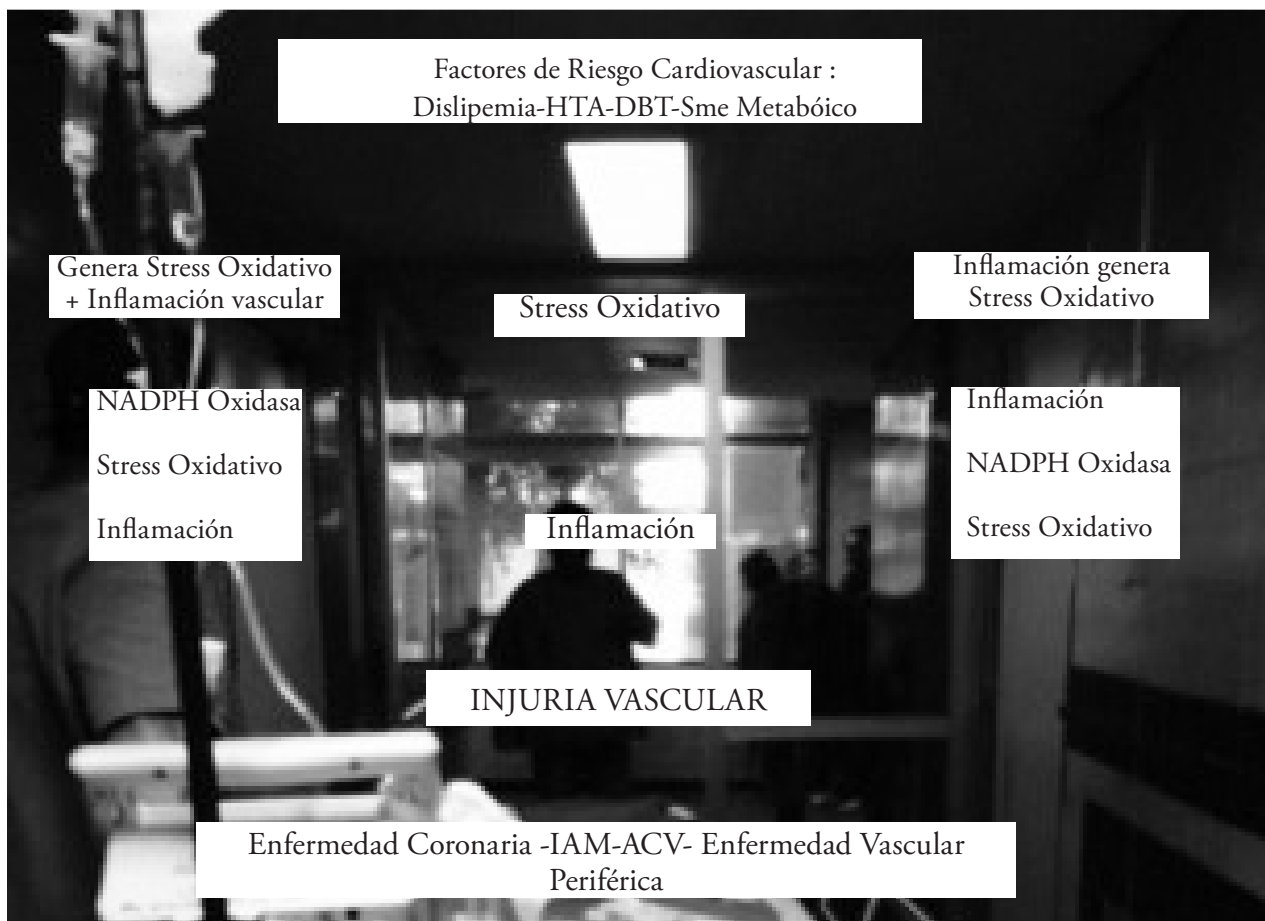 Factores de Riesgo Cardiovascular :
Dislipemia-HTA-DBT-Sme Metabóico
Genera Stress Oxidativo
+ Inflamación vascular
Stress Oxidativo
Inflamación genera
Stress Oxidativo
NADPH Oxidasa
Stress Oxidativo
Inflamación
Inflamación
Inflamación
NADPH Oxidasa
Stress Oxidativo
INJURIA VASCULAR
Enfermedad Coronaria -IAM-ACV- Enfermedad Vascular
Periférica